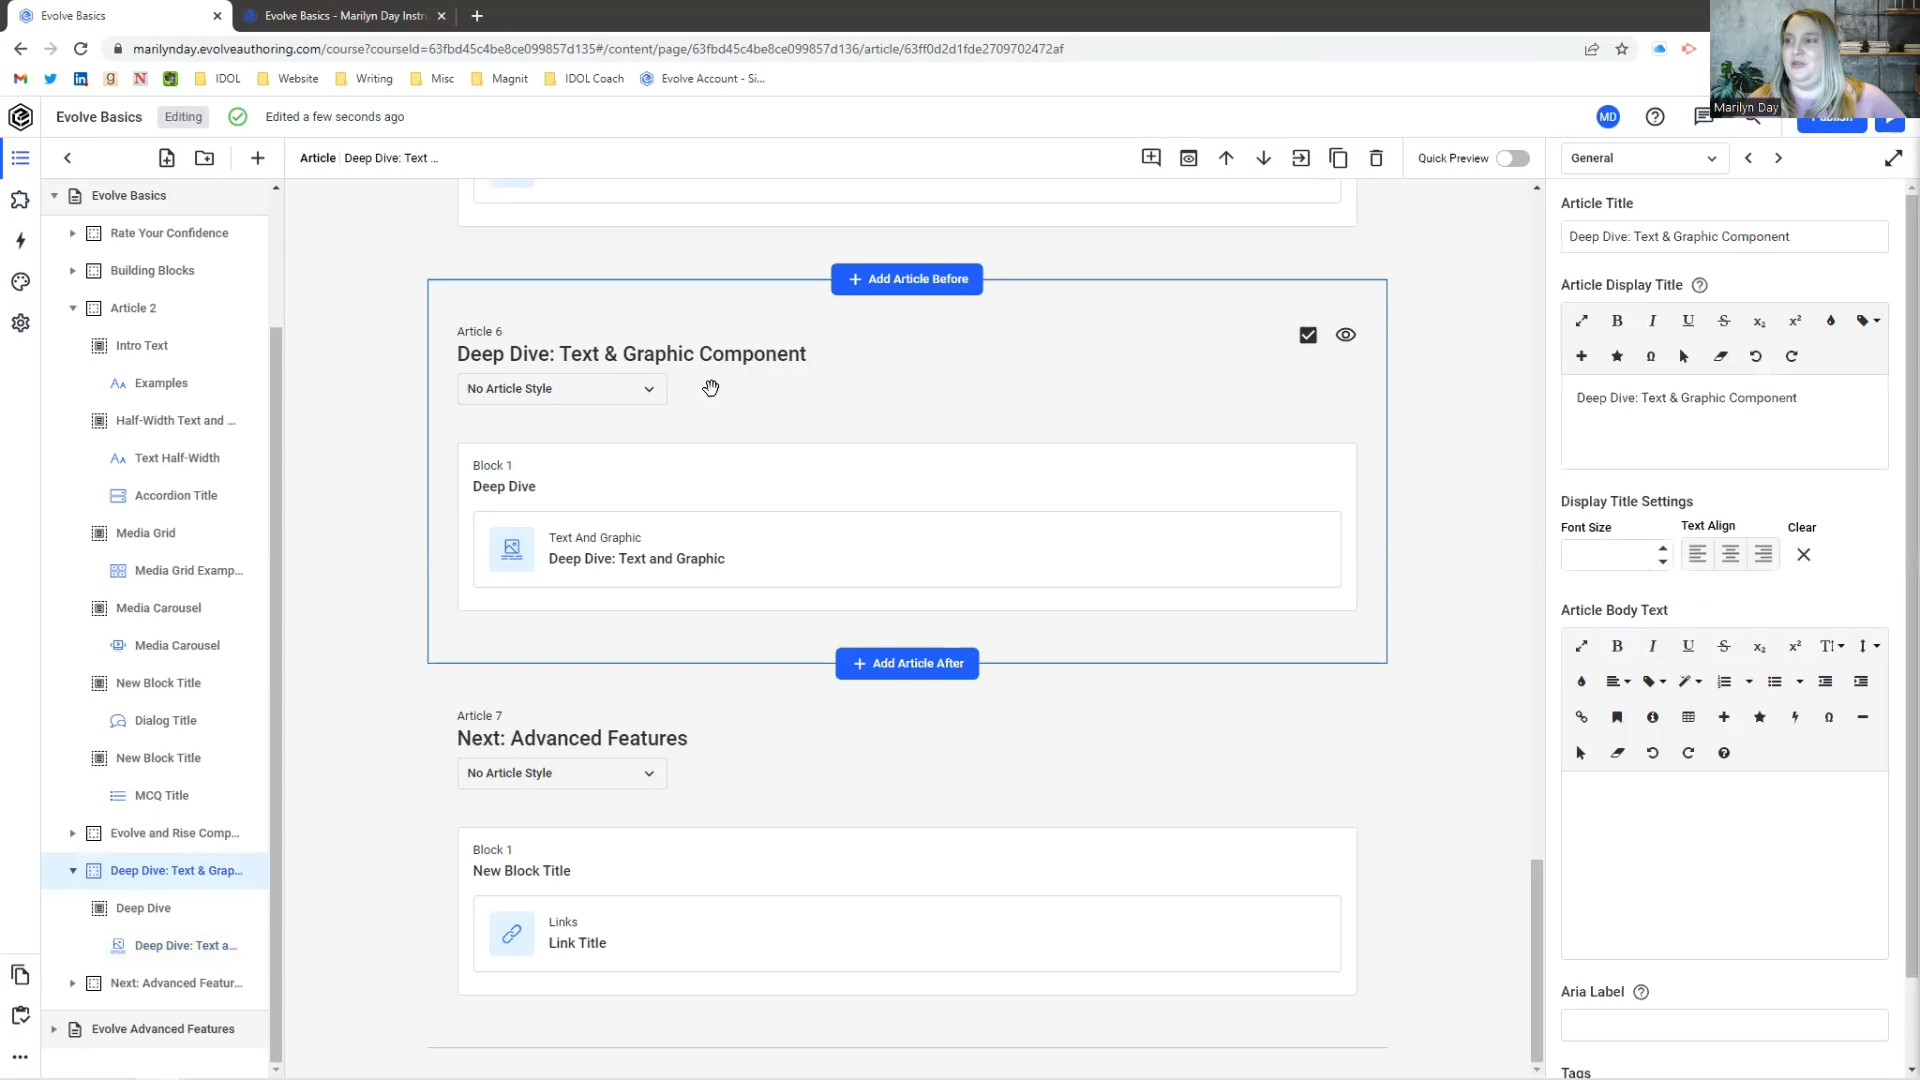 Evolve Basics
Evolve Basics - Marilyn Day Instr
marilynday.evolveauthoring.com/course?courseId=63fbd45c4be8ce099857d135#/content/page/63fbd45c4be8ce099857d136/article/63ff0d2d1fde2709702472af
IDOL Website Writing Misc Magnit IDOL Coach Evolve Account - Si...
Marilyn Day
Evolve Basics Editing Edited a few seconds ago MD
Article Deep Dive: Text ... Quick Preview General
Evolve Basics
Rate Your Confidence
Building Blocks
Article 2
Intro Text
Examples
Half-Width Text and ...
Text Half-Width
Accordion Title
Media Grid
Media Grid Examp...
Media Carousel
Media Carousel
New Block Title
Dialog Title
New Block Title
MCQ Title
Evolve and Rise Comp...
Deep Dive: Text & Grap...
Deep Dive
Deep Dive: Text a...
Next: Advanced Featur...
Evolve Advanced Features
+ Add Article Before
Article 6
Deep Dive: Text & Graphic Component
No Article Style
Block 1
Deep Dive
Text And Graphic
Deep Dive: Text and Graphic
+ Add Article After
Article 7
Next: Advanced Features
No Article Style
Block 1
New Block Title
Links
Link Title
Article Title
Deep Dive: Text & Graphic Component
Article Display Title
Deep Dive: Text & Graphic Component
Display Title Settings
Font Size Text Align Clear
Article Body Text
Aria Label
Tags